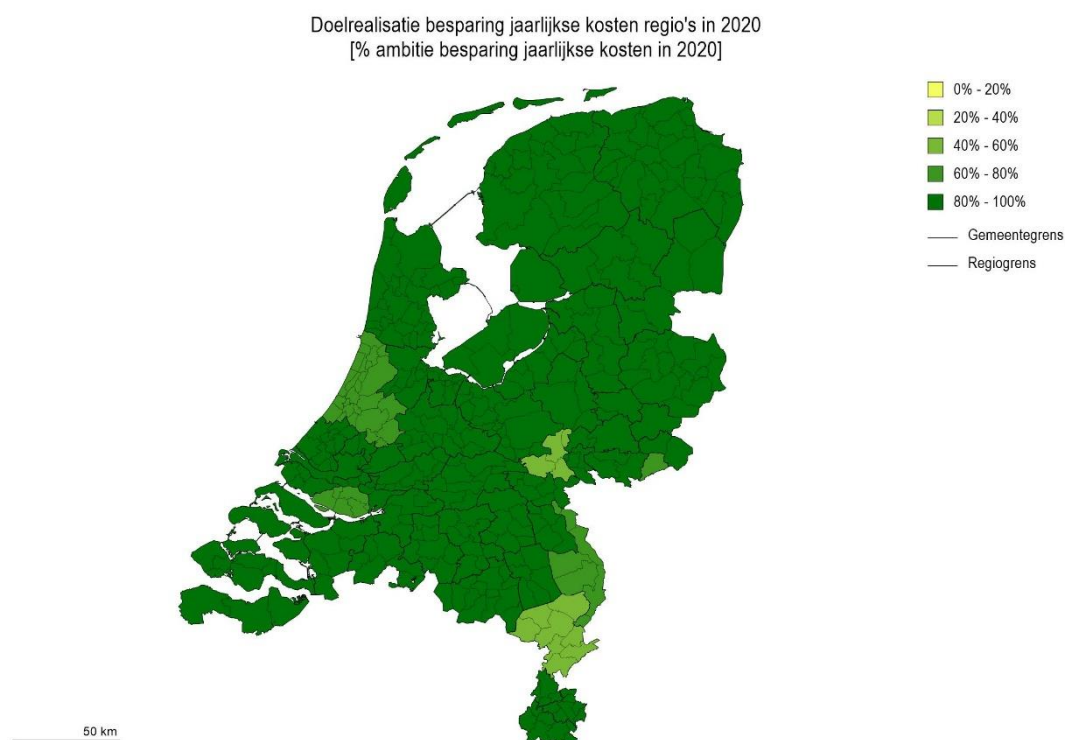 Doelrealisatie besparing jaarlijkse kosten regio's in 2020
[% ambitie besparing jaarlijkse kosten in 2020]
0% - 20%
20% - 40%
40% - 60%
60% - 80%
80% - 100%
Gemeentegrens
Regiogrens
50 km